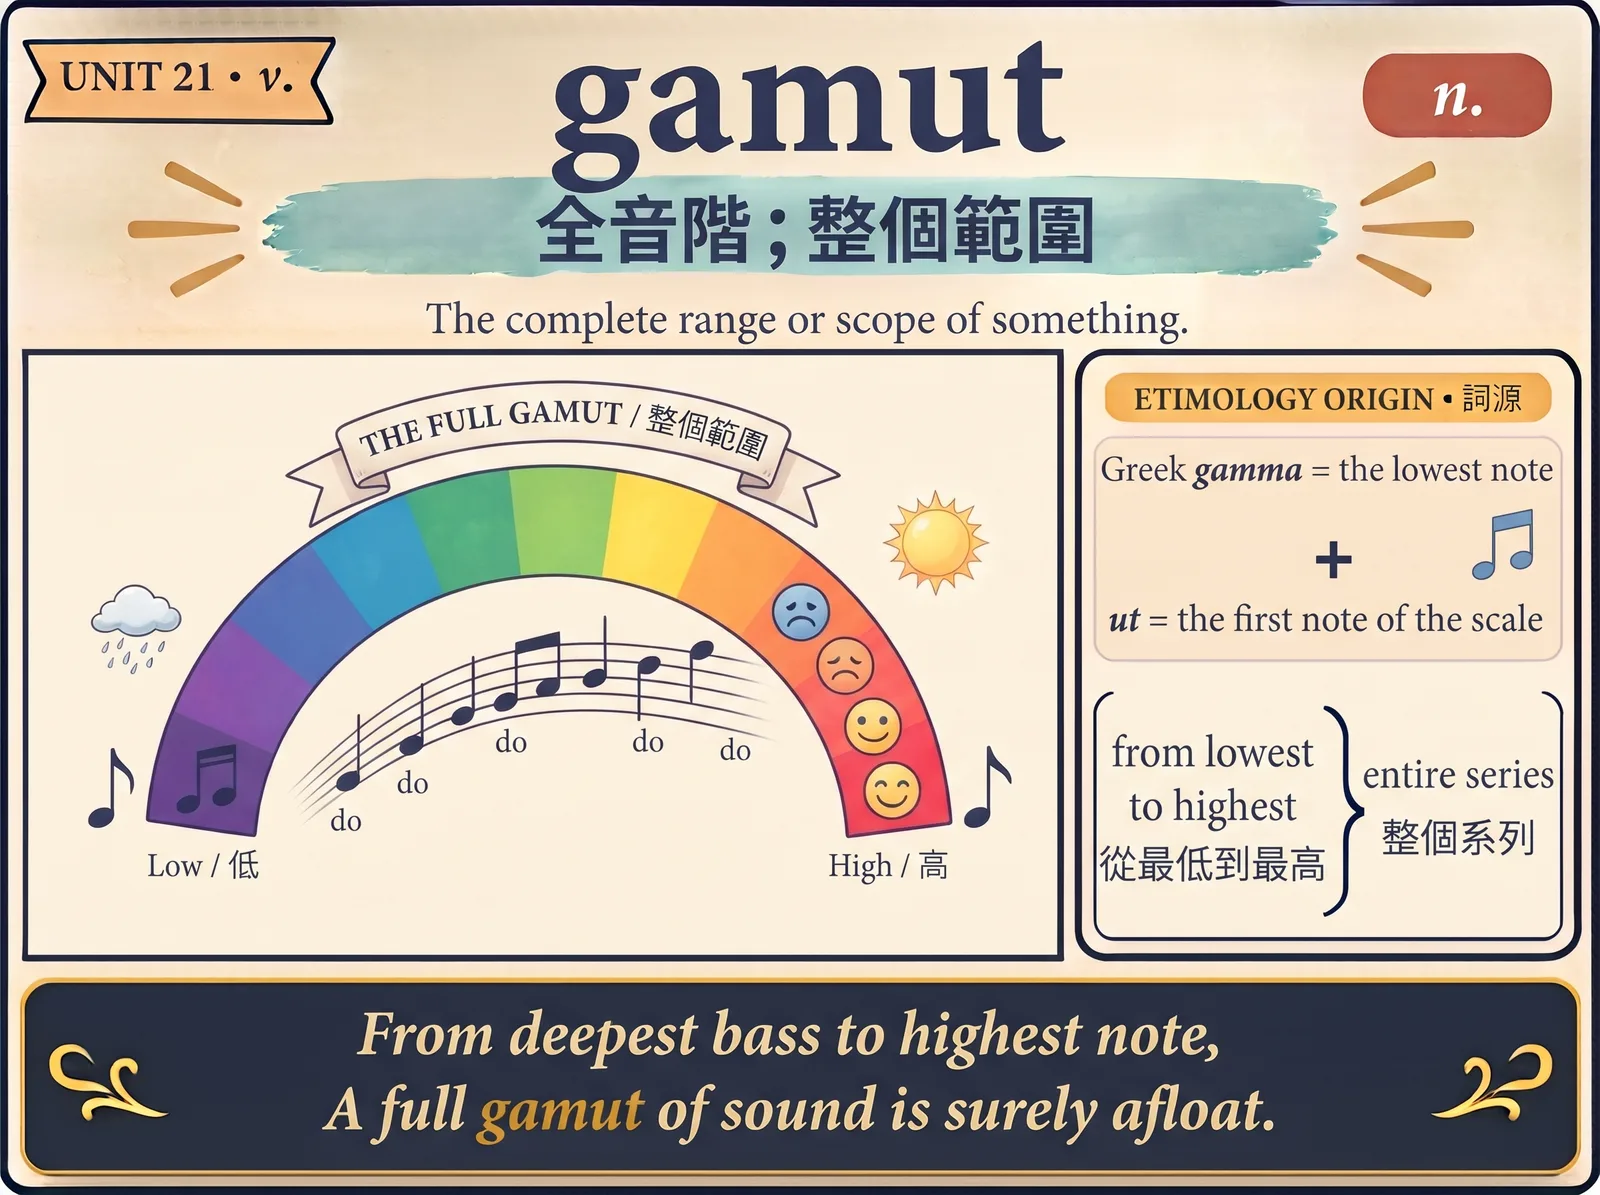 UNIT 21 • v.
gamut
n.
全音階；整個範圍
The complete range or scope of something.
THE FULL GAMUT / 整個範圍
do
do
do
do
do
Low / 低
High / 高
ETIMOLOGY ORIGIN • 詞源
Greek gamma = the lowest note
+
ut = the first note of the scale
from lowest
to highest
從最低到最高
entire series
整個系列
From deepest bass to highest note,
A full gamut of sound is surely afloat.